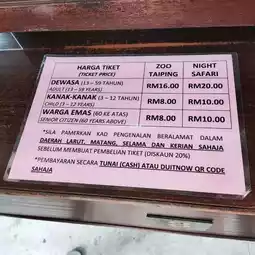 HARGA TIKET ZOO NIGHT
(TICKET PRICE) TAIPING SAFARI
DEWASA (13 – 59 TAHUN) RM16.00 RM20.00
ADULT (13 – 59 YEARS)
KANAK-KANAK (3 – 12 TAHUN) RM8.00 RM10.00
CHILD (3 – 12 YEARS)
WARGA EMAS (60 KE ATAS) RM8.00 RM10.00
SENIOR CITIZEN (60 YEARS ABOVE)
*SILA PAMERKAN KAD PENGENALAN BERALAMAT DALAM
DAERAH LARUT, MATANG, SELAMA DAN KERIAN SAHAJA
SEBELUM MEMBUAT PEMBELIAN TIKET (DISKAUN 20%)
*PEMBAYARAN SECARA TUNAI (CASH) ATAU DUITNOW QR CODE
SAHAJA